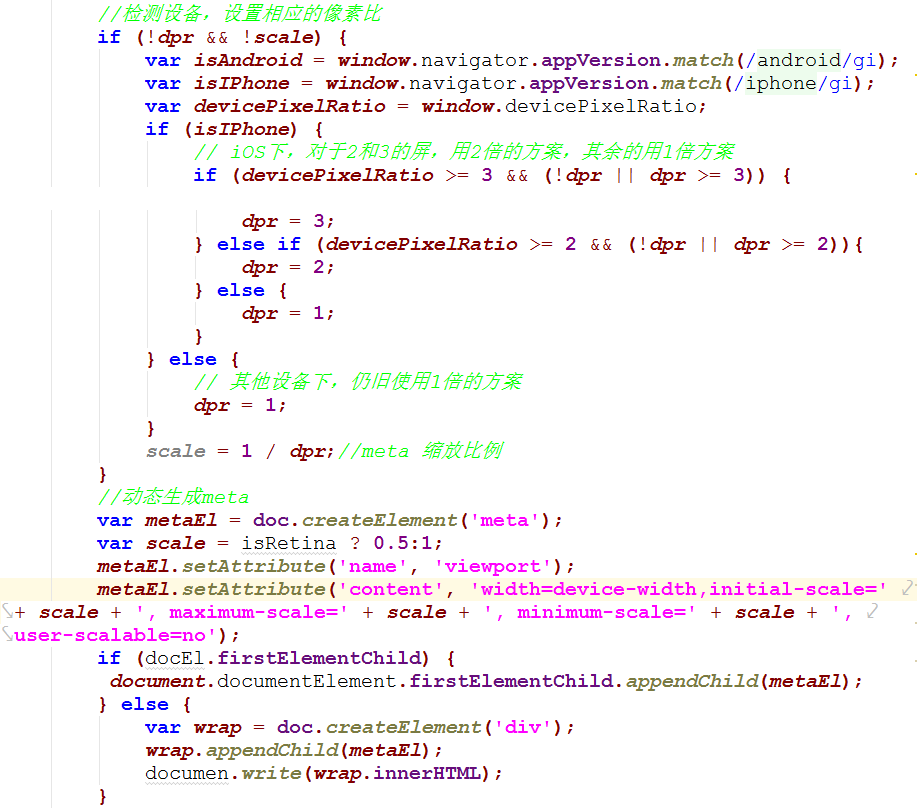 //检测设备，设置相应的像素比
if (!dpr && !scale) {
var isAndroid = window.navigator.appVersion.match(/android/gi);
var isIPhone = window.navigator.appVersion.match(/iphone/gi);
var devicePixelRatio = window.devicePixelRatio;
if (isIPhone) {
// iOS下，对于2和3的屏，用2倍的方案，其余的用1倍方案
if (devicePixelRatio >= 3 && (!dpr || dpr >= 3)) {
dpr = 3;
} else if (devicePixelRatio >= 2 && (!dpr || dpr >= 2)){
dpr = 2;
} else {
dpr = 1;
}
} else {
// 其他设备下，仍旧使用1倍的方案
dpr = 1;
}
scale = 1 / dpr;//meta 缩放比例
}
//动态生成meta
var metaEl = doc.createElement('meta');
var scale = isRetina ? 0.5:1;
metaEl.setAttribute('name', 'viewport');
metaEl.setAttribute('content', 'width=device-width,initial-scale='
+ scale + ', maximum-scale=' + scale + ', minimum-scale=' + scale + ',
user-scalable=no');
if (docEl.firstElementChild) {
document.documentElement.firstElementChild.appendChild(metaEl);
} else {
var wrap = doc.createElement('div');
wrap.appendChild(metaEl);
documen.write(wrap.innerHTML);
}